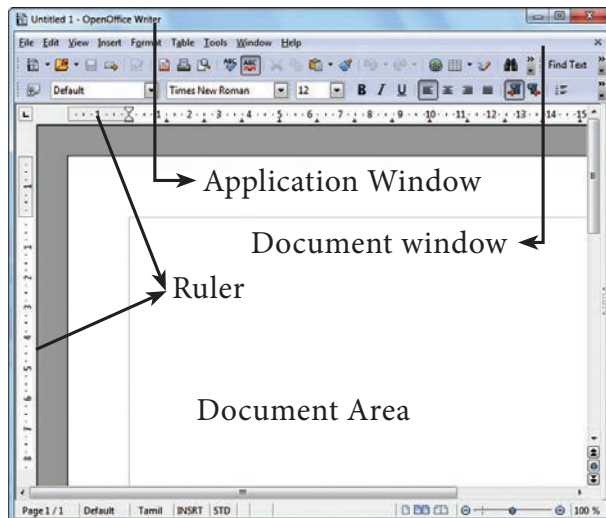 Untitled 1 - OpenOffice Writer
File Edit View Insert Format Table Tools Window Help
Find Text
Default Times New Roman 12 B I U
1 1 2 3 4 5 6 7 8 9 10 11 12 13 14 15
Application Window
Document window
Ruler
Document Area
Page 1 / 1 Default Tamil INSRT STD 100 %